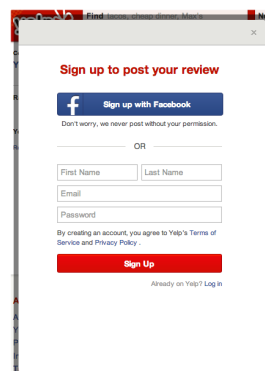 Find tacos, cheap dinner, Max's
×
Sign up to post your review
f Sign up with Facebook
Don't worry, we never post without your permission.
OR
First Name Last Name
Email
Password
By creating an account, you agree to Yelp's Terms of
Service and Privacy Policy .
Sign Up
Already on Yelp? Log in